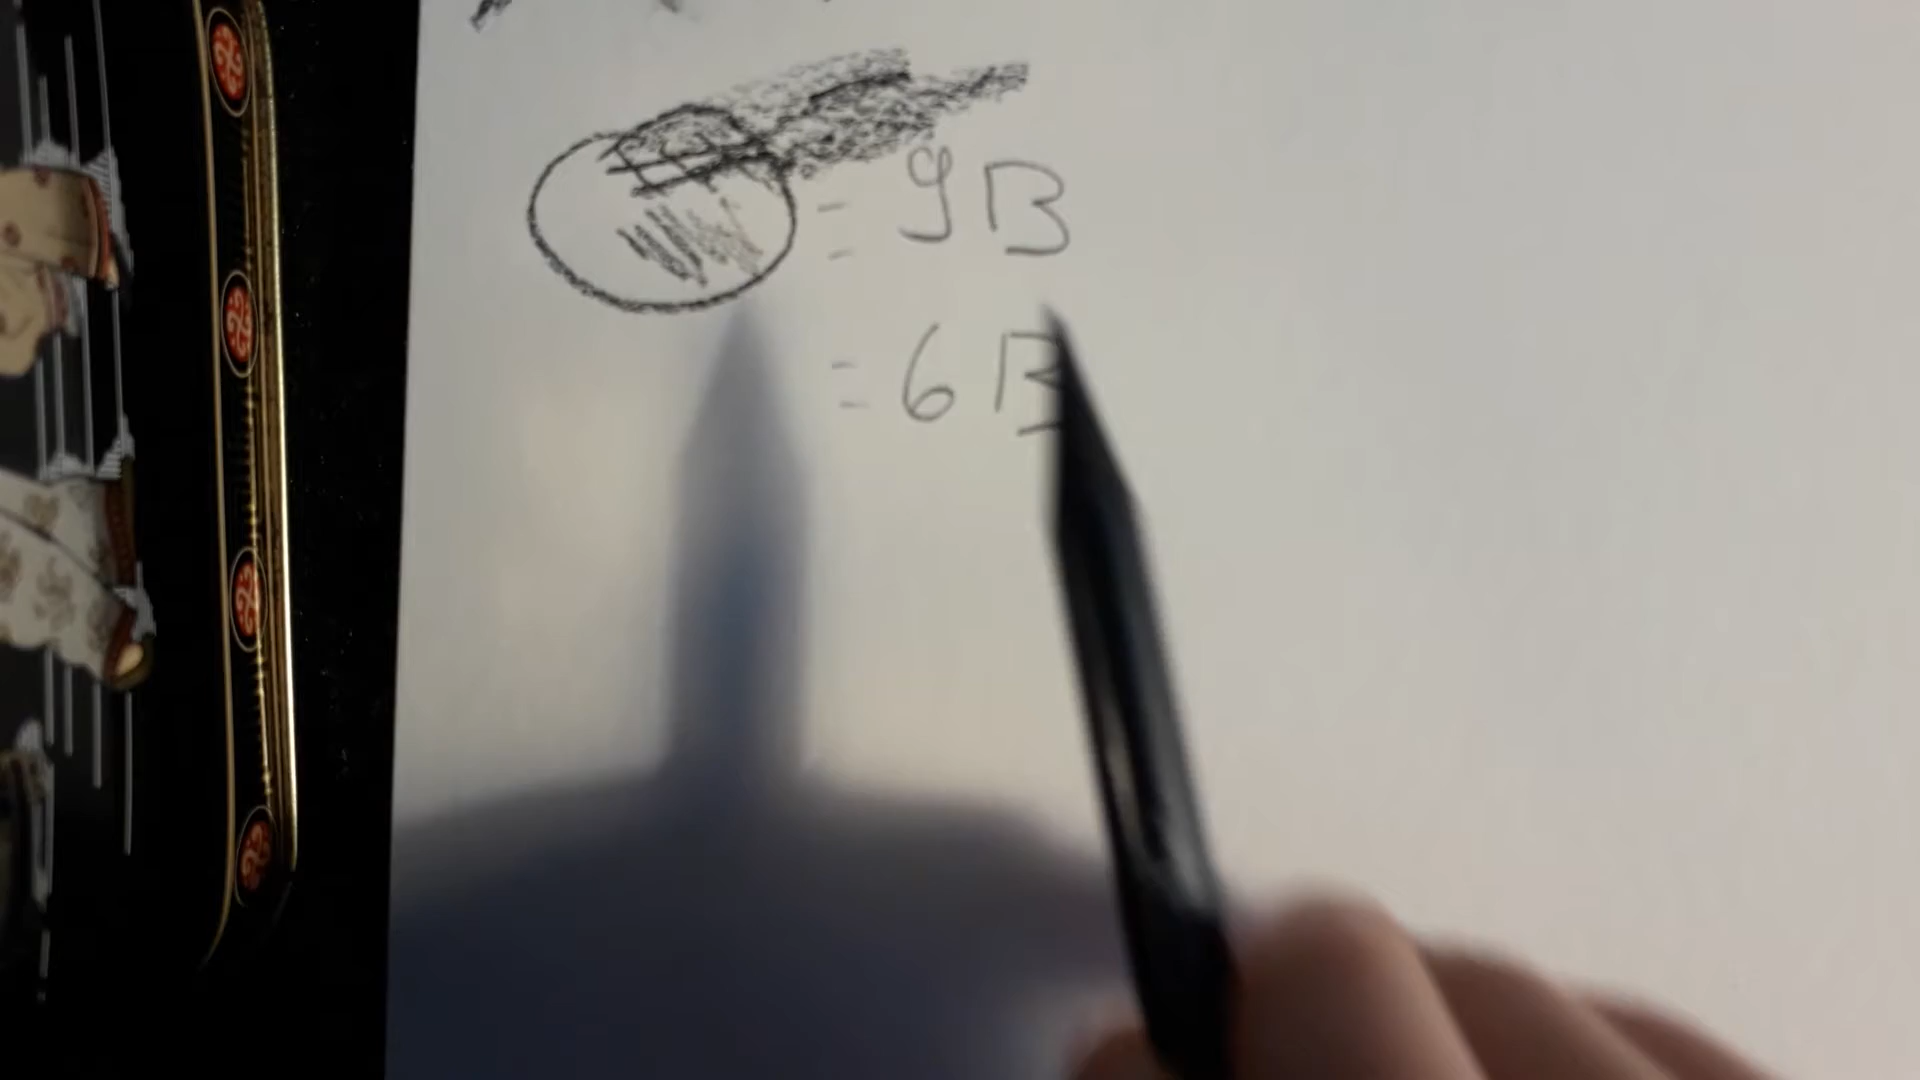 = 9B
= 6B